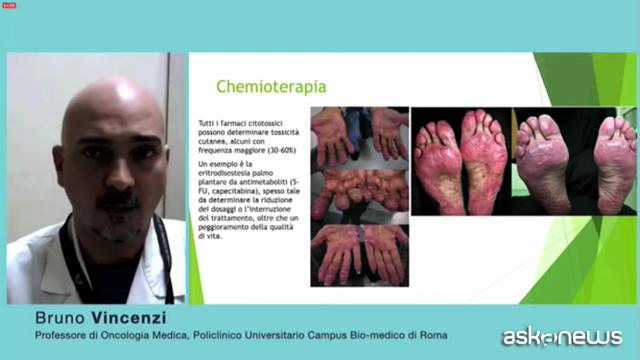 LIVE
Chemioterapia
Tutti i farmaci citotossici
possono determinare tossicità
cutanea, alcuni con
frequenza maggiore (30-60%)
Un esempio è la
eritrodisestesia palmo
plantare da antimetaboliti (5-
FU, capecitabina), spesso tale
da determinare la riduzione
del dosaggi o l'interruzione
del trattamento, oltre che un
peggioramento della qualità
di vita.
Bruno Vincenzi
Professore di Oncologia Medica, Policlinico Universitario Campus Bio-medico di Roma
askanews